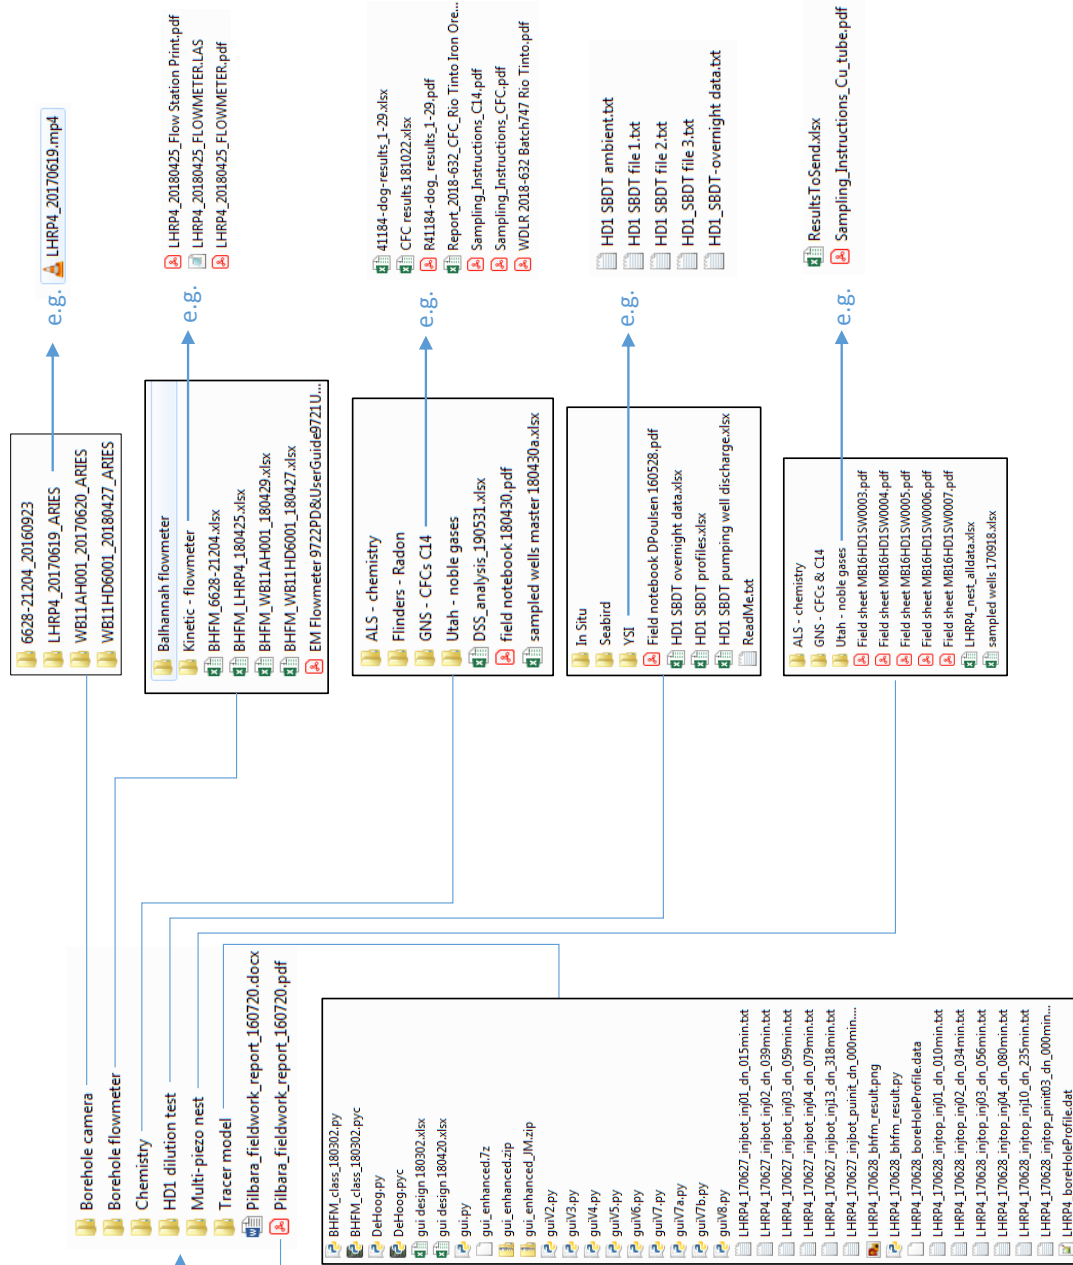 Borehole camera
Borehole flowmeter
Chemistry
HD1 dilution test
Multi-piezo nest
Tracer model
Pilbara_fieldwork_report_160720.docx
Pilbara_fieldwork_report_160720.pdf
6628-21204_20160923
LHRP4_20170619_ARIES
WB11AH001_20170620_ARIES
WB11HD6001_20180427_ARIES
e.g.
LHRP4_20170619.mp4
Balhannah flowmeter
Kinetic - flowmeter
BHFM_6628-21204.xlsx
BHFM_LHRP4_180425.xlsx
BHFM_WB11AH001_180429.xlsx
BHFM_WB11HD6001_180427.xlsx
EM Flowmeter 9722PD&UserGuide9721U...
e.g.
LHRP4_20180425_Flow Station Print.pdf
LHRP4_20180425_FLOWMETER.LAS
LHRP4_20180425_FLOWMETER.pdf
ALS - chemistry
Flinders - Radon
GNS - CFCs C14
Utah - noble gases
DSS_analysis_190531.xlsx
field notebook 180430.pdf
sampled wells master 180430a.xlsx
e.g.
41184-dog-results_1-29.xlsx
CFC results 181022.xlsx
R41184-dog_results_1-29.pdf
Report_2018-632_CFC_Rio Tinto Iron Ore...
Sampling_Instructions_C14.pdf
Sampling_Instructions_CFC.pdf
WDLR 2018-632 Batch747 Rio Tinto.pdf
In Situ
Seabird
YSI
Field notebook DPoulsen 160528.pdf
HD1 SBDT overnight data.xlsx
HD1 SBDT profiles.xlsx
HD1 SBDT pumping well discharge.xlsx
ReadMe.txt
e.g.
HD1 SBDT ambient.txt
HD1 SBDT file 1.txt
HD1 SBDT file 2.txt
HD1_SBDT file 3.txt
HD1_SBDT-overnight data.txt
ALS - chemistry
GNS - CFCs & C14
Utah - noble gases
Field sheet MB16HD1SW0003.pdf
Field sheet MB16HD1SW0004.pdf
Field sheet MB16HD1SW0005.pdf
Field sheet MB16HD1SW0006.pdf
Field sheet MB16HD1SW0007.pdf
LHRP4_nest_alldata.xlsx
sampled wells 170918.xlsx
e.g.
ResultsToSend.xlsx
Sampling_Instructions_Cu_tube.pdf
BHFM_class_180302.py
BHFM_class_180302.pyc
DeHoog.py
DeHoog.pyc
gui design 180302.xlsx
gui design 180420.xlsx
gui.py
gui_enhanced.7z
gui_enhanced.zip
gui_enhanced_JM.zip
guiV2.py
guiV3.py
guiV4.py
guiV5.py
guiV6.py
guiV7.py
guiV7a.py
guiV7b.py
guiV8.py
LHRP4_170627_injbot_inj01_dn_015min.txt
LHRP4_170627_injbot_inj02_dn_039min.txt
LHRP4_170627_injbot_inj03_dn_059min.txt
LHRP4_170627_injbot_inj04_dn_079min.txt
LHRP4_170627_injbot_inj13_dn_318min.txt
LHRP4_170627_injbot_puinit_dn_000min....
LHRP4_170628_bhfm_result.png
LHRP4_170628_bhfm_result.py
LHRP4_170628_boreHoleProfile.data
LHRP4_170628_injtop_inj01_dn_010min.txt
LHRP4_170628_injtop_inj02_dn_034min.txt
LHRP4_170628_injtop_inj03_dn_056min.txt
LHRP4_170628_injtop_inj04_dn_080min.txt
LHRP4_170628_injtop_inj10_dn_235min.txt
LHRP4_170628_injtop_pinit03_dn_000min...
LHRP4_boreHoleProfile.dat